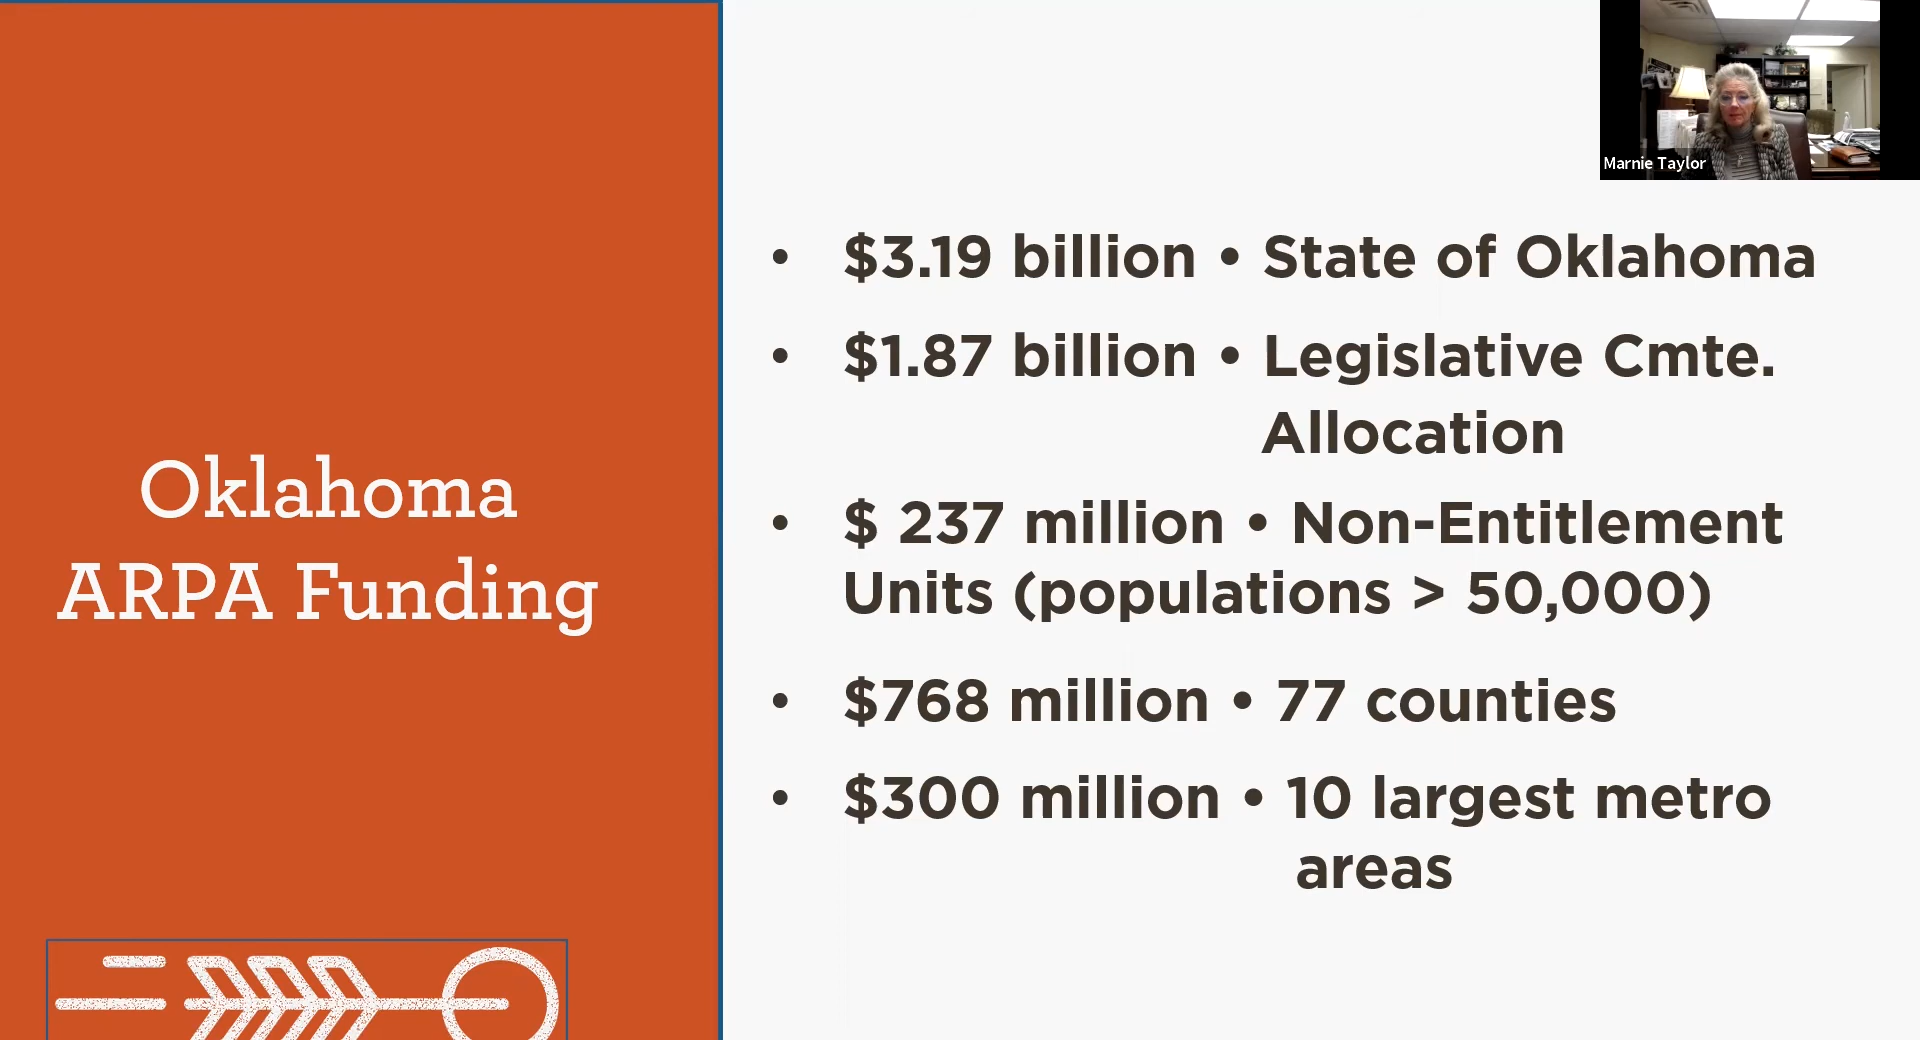 Marnie Taylor
Oklahoma
ARPA Funding
• $3.19 billion • State of Oklahoma
• $1.87 billion • Legislative Cmte.
Allocation
• $ 237 million • Non-Entitlement
Units (populations > 50,000)
• $768 million • 77 counties
• $300 million • 10 largest metro
areas